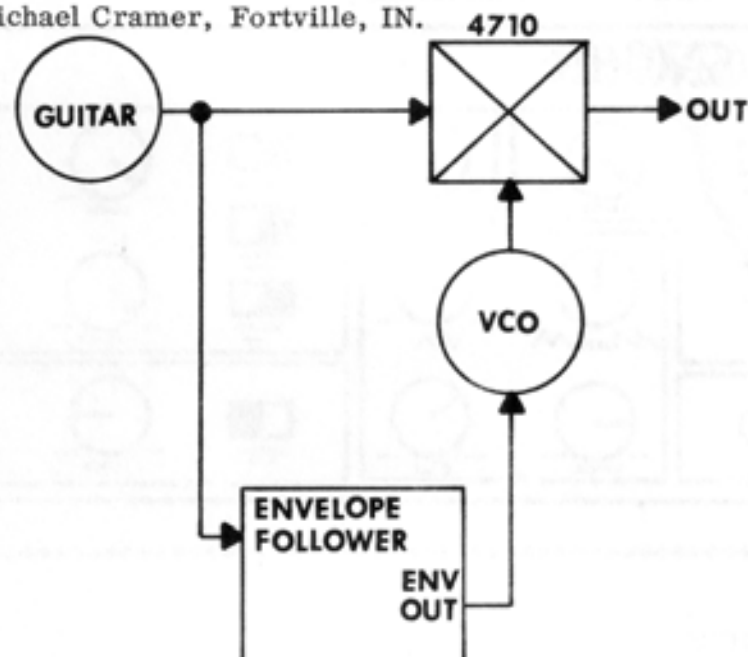 ichael Cramer, Fortville, IN.
4710
GUITAR
OUT
VCO
ENVELOPE
FOLLOWER
ENV
OUT